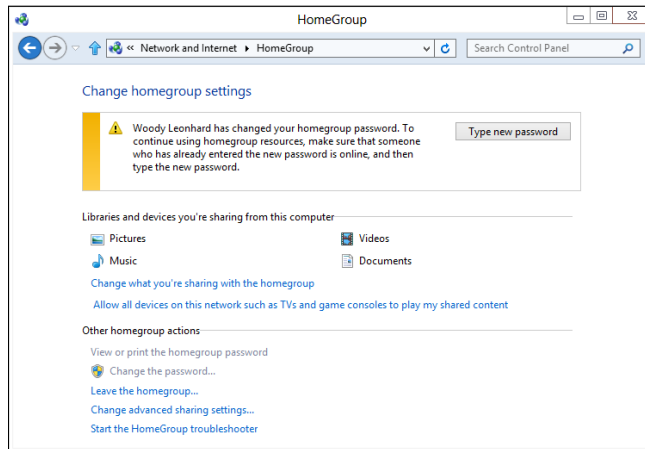 HomeGroup
« Network and Internet ▸ HomeGroup
Search Control Panel
Change homegroup settings
Woody Leonhard has changed your homegroup password. To
continue using homegroup resources, make sure that someone
who has already entered the new password is online, and then
type the new password.
Type new password
Libraries and devices you're sharing from this computer
Pictures
Videos
Music
Documents
Change what you're sharing with the homegroup
Allow all devices on this network such as TVs and game consoles to play my shared content
Other homegroup actions
View or print the homegroup password
Change the password...
Leave the homegroup...
Change advanced sharing settings...
Start the HomeGroup troubleshooter